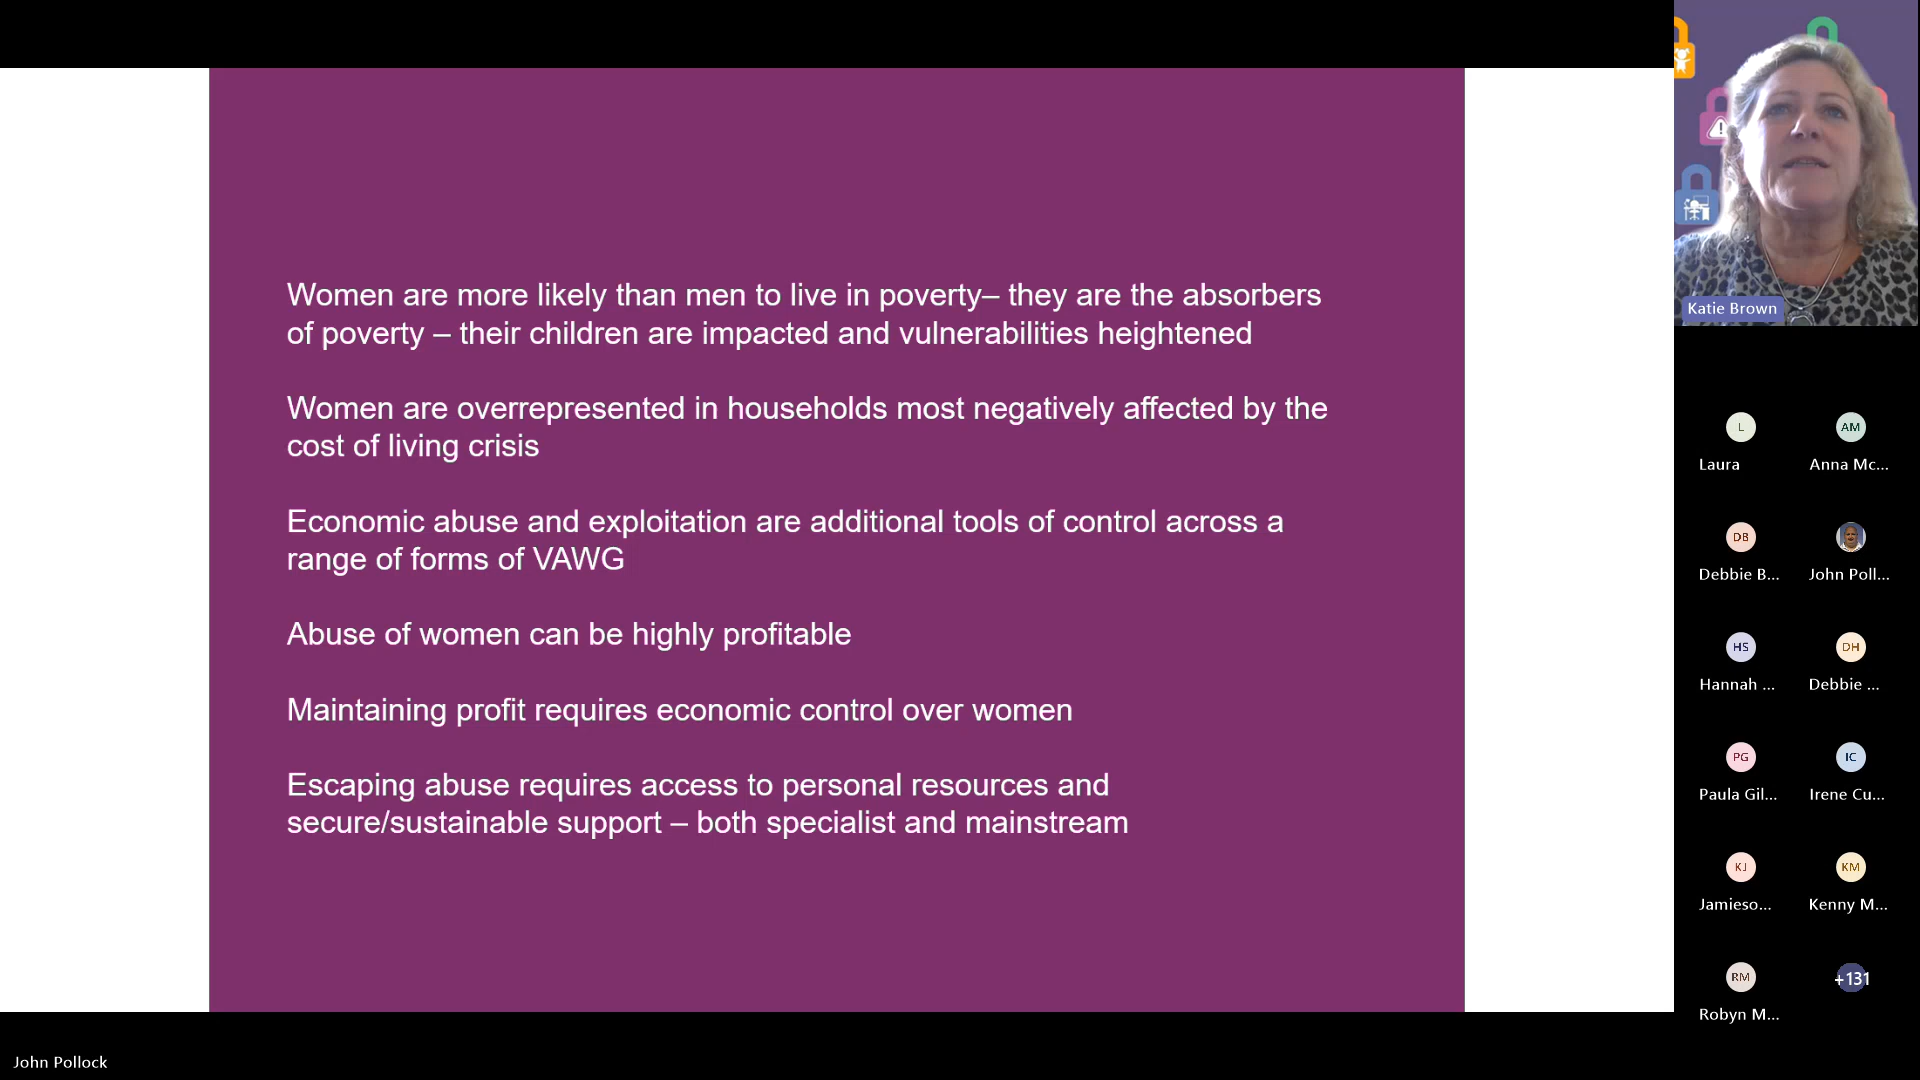 Women are more likely than men to live in poverty– they are the absorbers
of poverty – their children are impacted and vulnerabilities heightened
Women are overrepresented in households most negatively affected by the
cost of living crisis
Economic abuse and exploitation are additional tools of control across a
range of forms of VAWG
Abuse of women can be highly profitable
Maintaining profit requires economic control over women
Escaping abuse requires access to personal resources and
secure/sustainable support – both specialist and mainstream
Katie Brown
L
AM
Laura
Anna Mc...
DB
Debbie B...
John Poll...
HS
DH
Hannah ...
Debbie ...
PG
IC
Paula Gil...
Irene Cu...
KJ
KM
Jamieso...
Kenny M...
RM
+131
Robyn M...
John Pollock